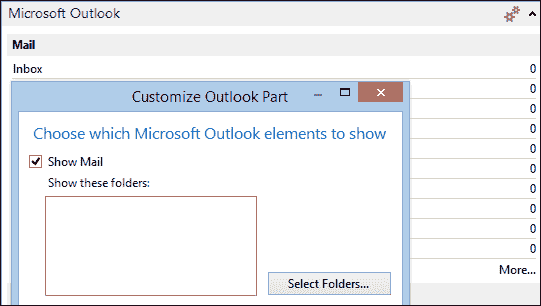 Microsoft Outlook
Mail
Inbox 0
Customize Outlook Part 0
0
Choose which Microsoft Outlook elements to show 0
0
Show Mail 0
Show these folders: 0
0
0
0
Select Folders... More...